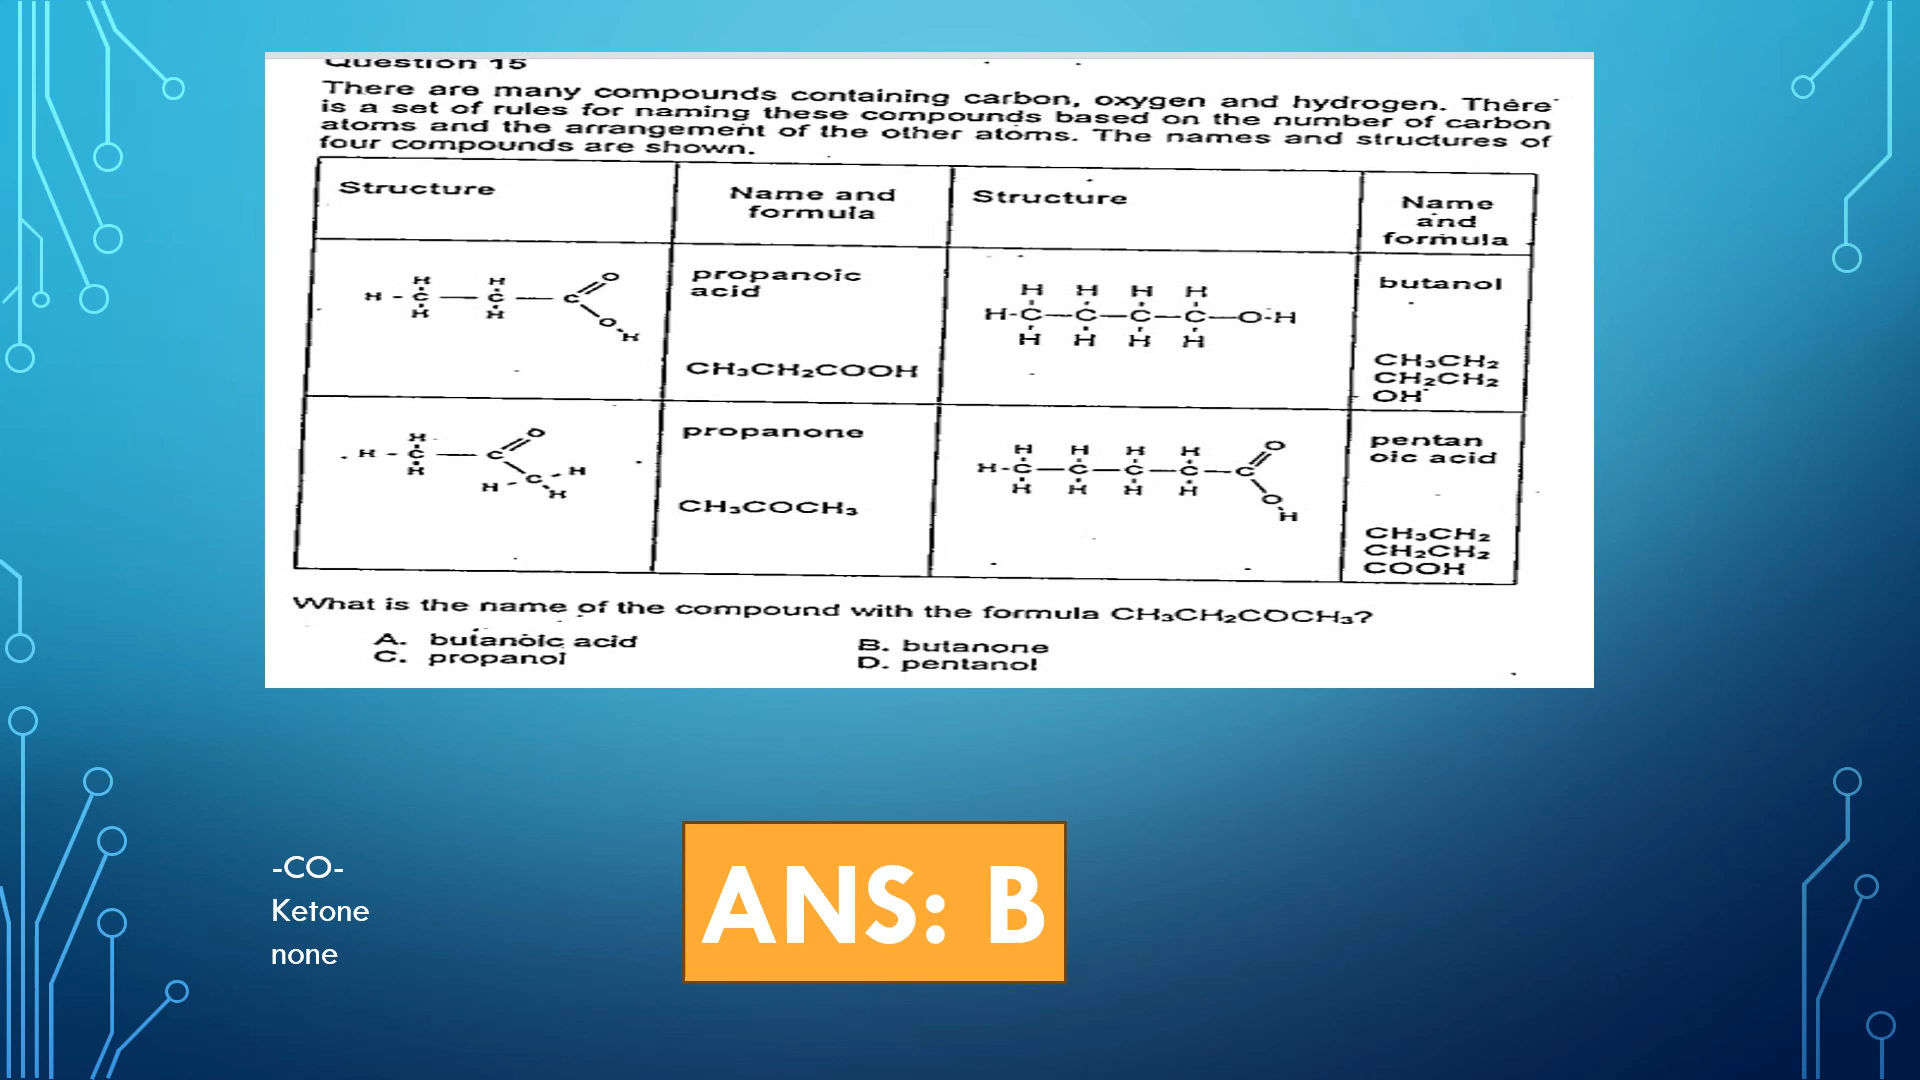 Question 15
There are many compounds containing carbon, oxygen and hydrogen. There
is a set of rules for naming these compounds based on the number of carbon
atoms and the arrangement of the other atoms. The names and structures of
four compounds are shown.
Structure
Name and
formula
Structure
Name
and
formula
H H O
H - C — C — C
H H O
H
propanoic
acid
CH₃CH₂COOH
H H H H
H-C—C—C—C—O-H
H H H H
butanol
CH₃CH₂
CH₂CH₂
OH
H O
H - C — C
H C - H
H - H
propanone
CH₃COCH₃
H H H H O
H-C—C—C—C—C
H H H H O
H
pentan
oic acid
CH₃CH₂
CH₂CH₂
COOH
What is the name of the compound with the formula CH₃CH₂COCH₃?
A. butanoic acid
B. butanone
C. propanol
D. pentanol
-CO-
Ketone
none
ANS: B